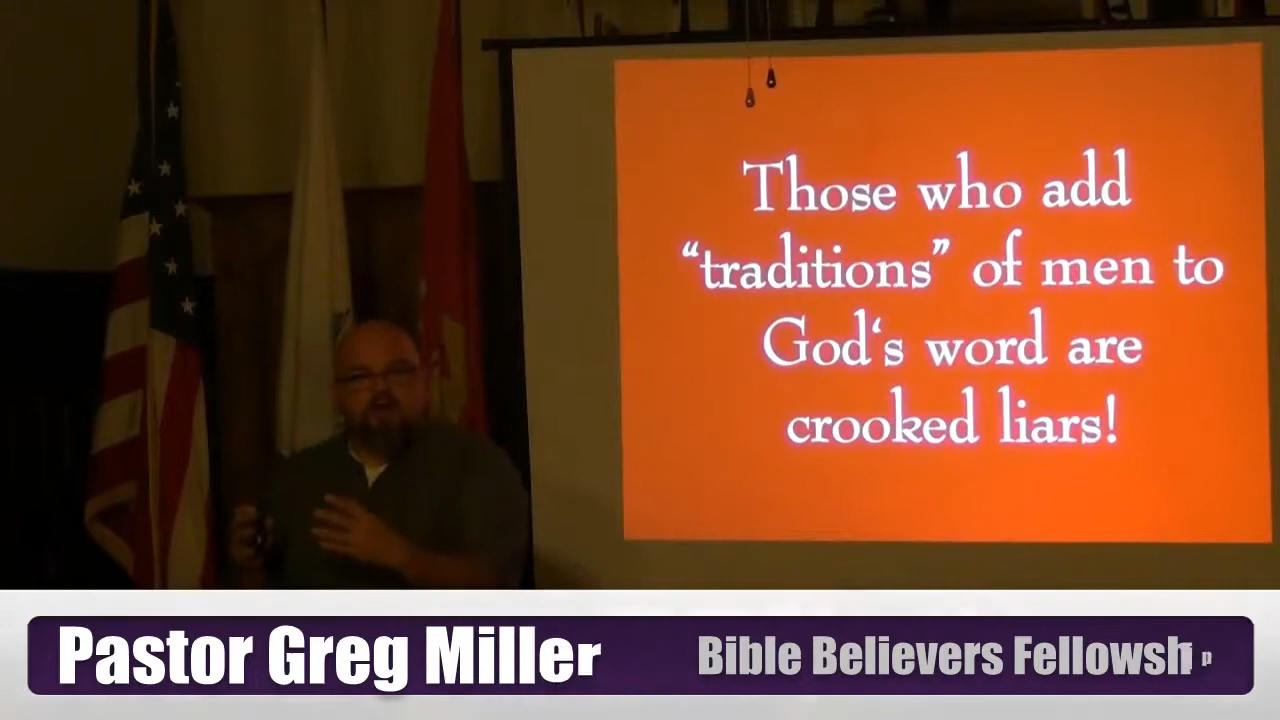 Those who add
“traditions” of men to
God‘s word are
crooked liars!
Pastor Greg Miller
Bible Believers Fellowsh p